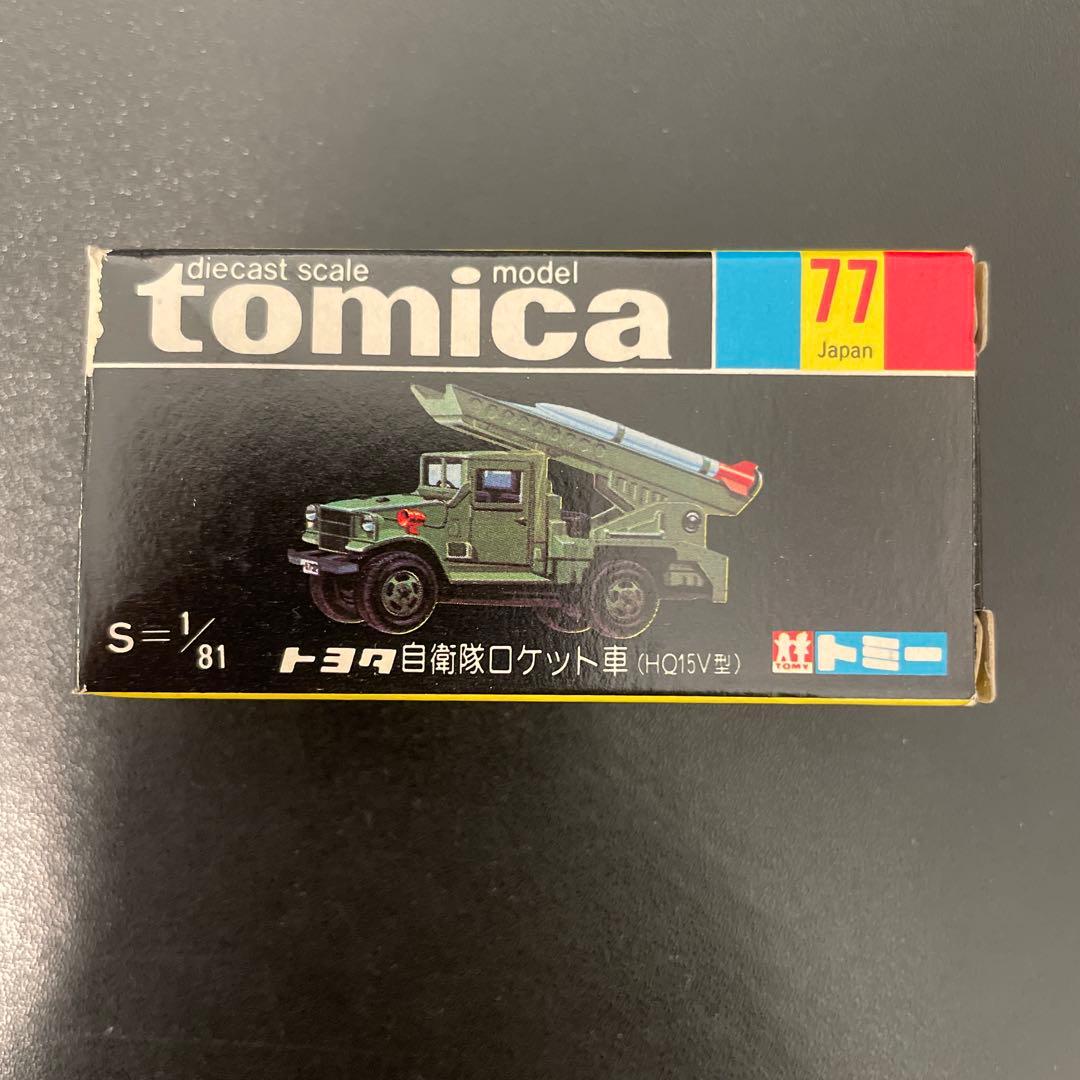 diecast scale model
tomica
77
Japan
S=1/81
トヨタ自衛隊ロケット車(HQ15V型)
TOMY
トミー